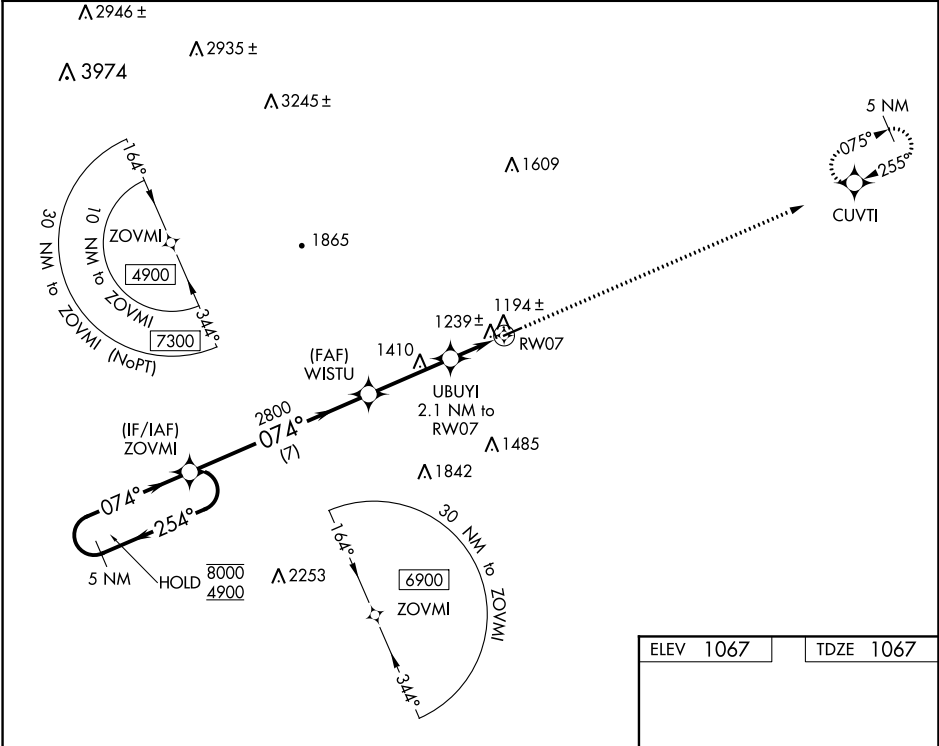 2946 ±
2935 ±
3974
3245 ±
5 NM
075°
255°
CUVTI
1609
164°
ZOVMI
4900
10 NM to ZOVMI
344°
7300
30 NM to ZOVMI (NoPT)
1865
1194 ±
1239 ±
RW07
1410
(FAF)
WISTU
UBUYI
2.1 NM to
RW07
2800
074°
(7)
(IF/IAF)
ZOVMI
1485
1842
074°
254°
5 NM
HOLD
8000
4900
2253
30 NM to ZOVMI
164°
6900
ZOVMI
344°
ELEV 1067
TDZE 1067